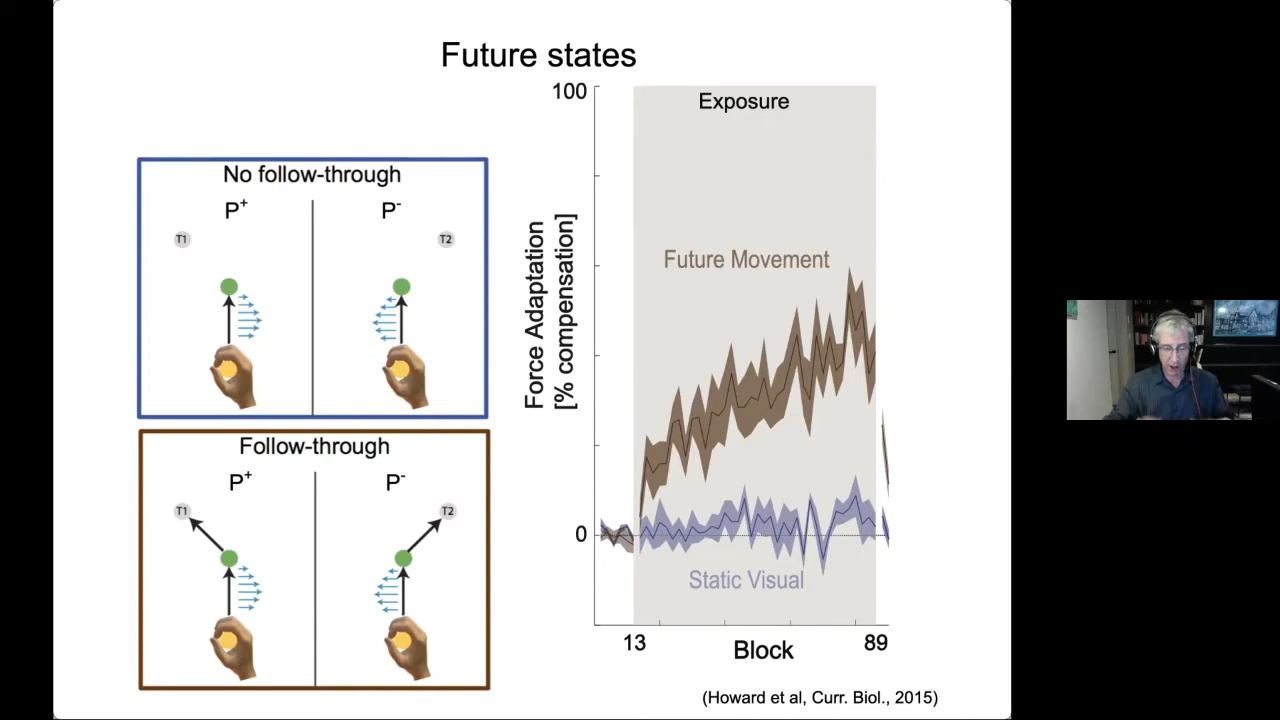 Future states
No follow-through
P+
P-
T1
T2
Follow-through
P+
P-
T1
T2
100
Exposure
Force Adaptation
[% compensation]
Future Movement
0
Static Visual
13
89
Block
(Howard et al, Curr. Biol., 2015)